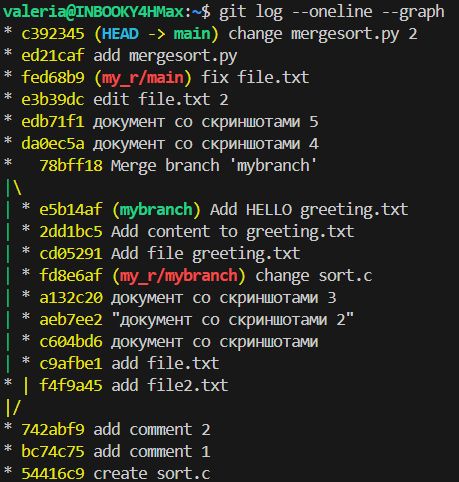 valeria@INBOOKY4HMax:~$ git log --oneline --graph
* c392345 (HEAD -> main) change mergesort.py 2
* ed21caf add mergesort.py
* fed68b9 (my_r/main) fix file.txt
* e3b39dc edit file.txt 2
* edb71f1 документ со скриншотами 5
* da0ec5a документ со скриншотами 4
*   78bff18 Merge branch 'mybranch'
|\
| * e5b14af (mybranch) Add HELLO greeting.txt
| * 2dd1bc5 Add content to greeting.txt
| * cd05291 Add file greeting.txt
| * fd8e6af (my_r/mybranch) change sort.c
| * a132c20 документ со скриншотами 3
| * aeb7ee2 "документ со скриншотами 2"
| * c604bd6 документ со скриншотами
| * c9afbe1 add file.txt
* | f4f9a45 add file2.txt
|/
* 742abf9 add comment 2
* bc74c75 add comment 1
* 54416c9 create sort.c